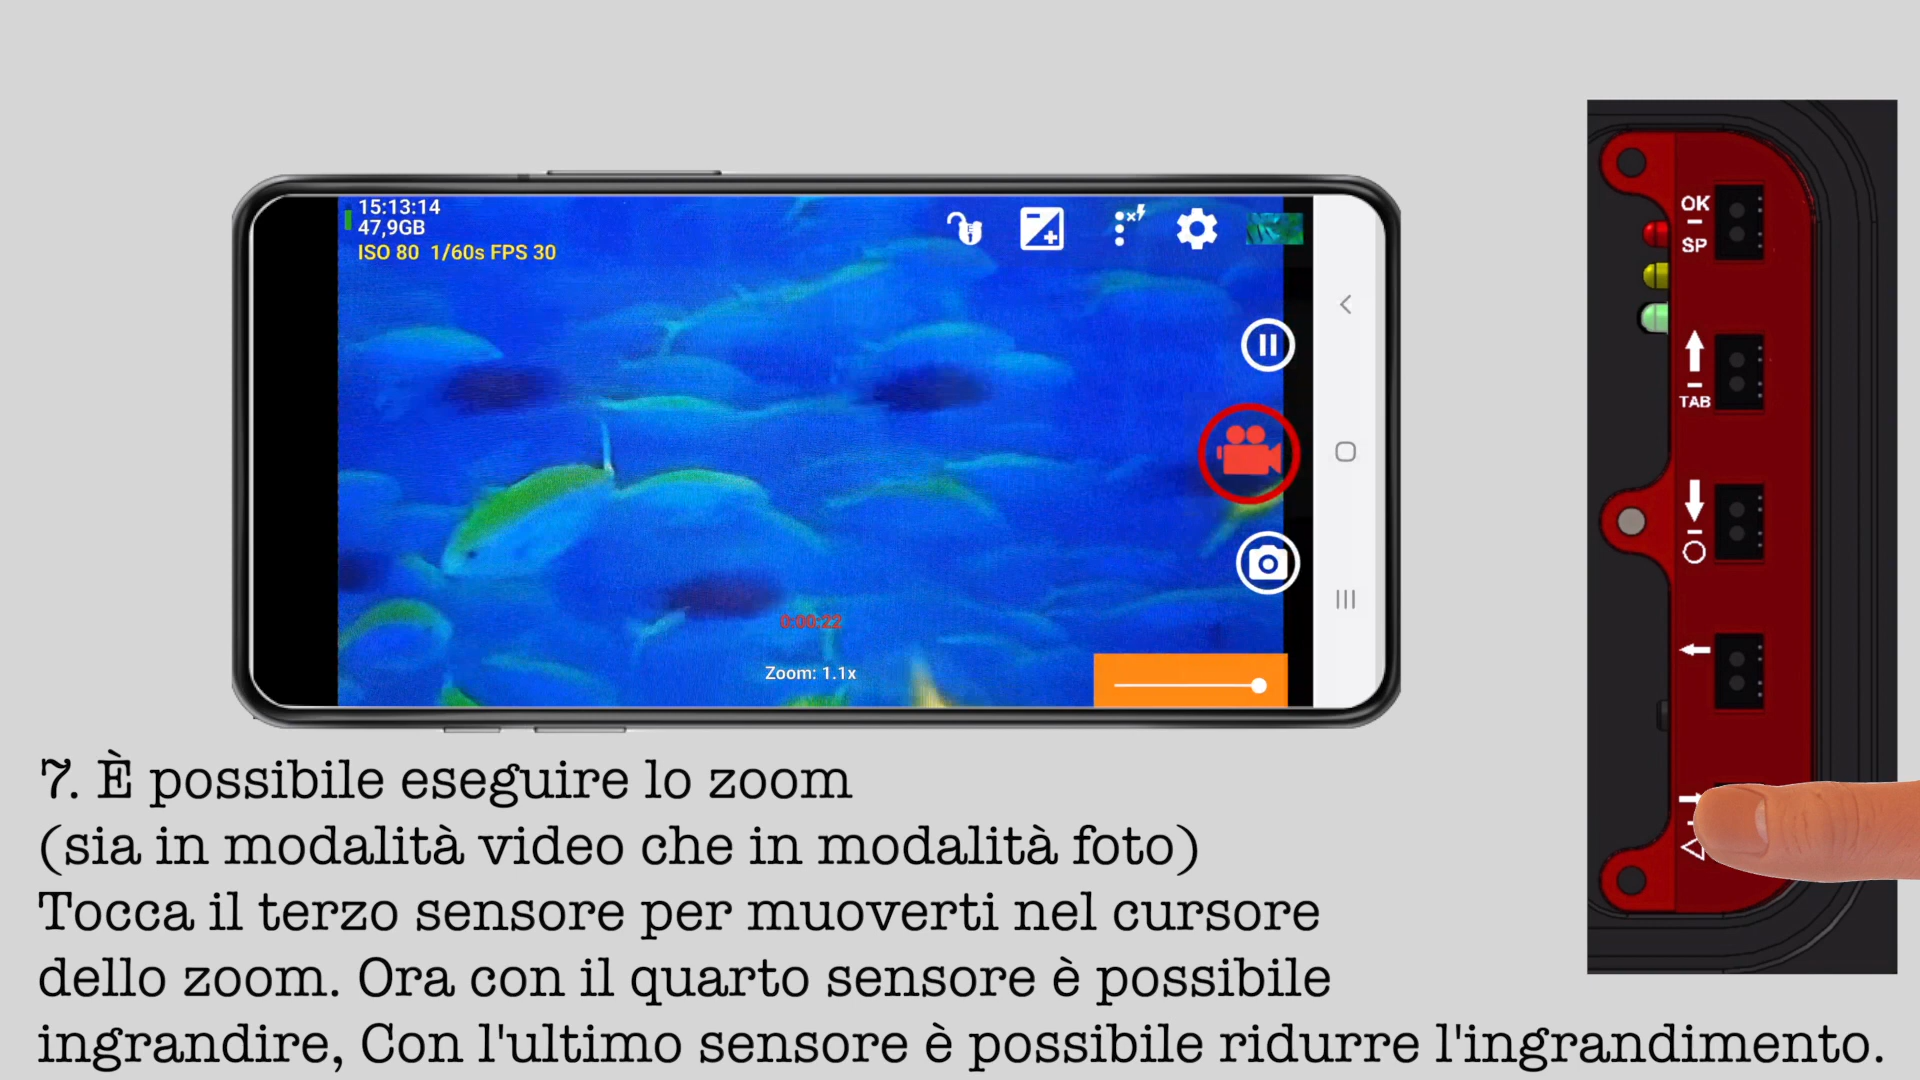 15:13:14
47,9GB
ISO 80 1/60s FPS 30
0:00:22
Zoom: 1.1x
OK
SP
TAB
7. È possibile eseguire lo zoom
(sia in modalità video che in modalità foto)
Tocca il terzo sensore per muoverti nel cursore
dello zoom. Ora con il quarto sensore è possibile
ingrandire, Con l'ultimo sensore è possibile ridurre l'ingrandimento.